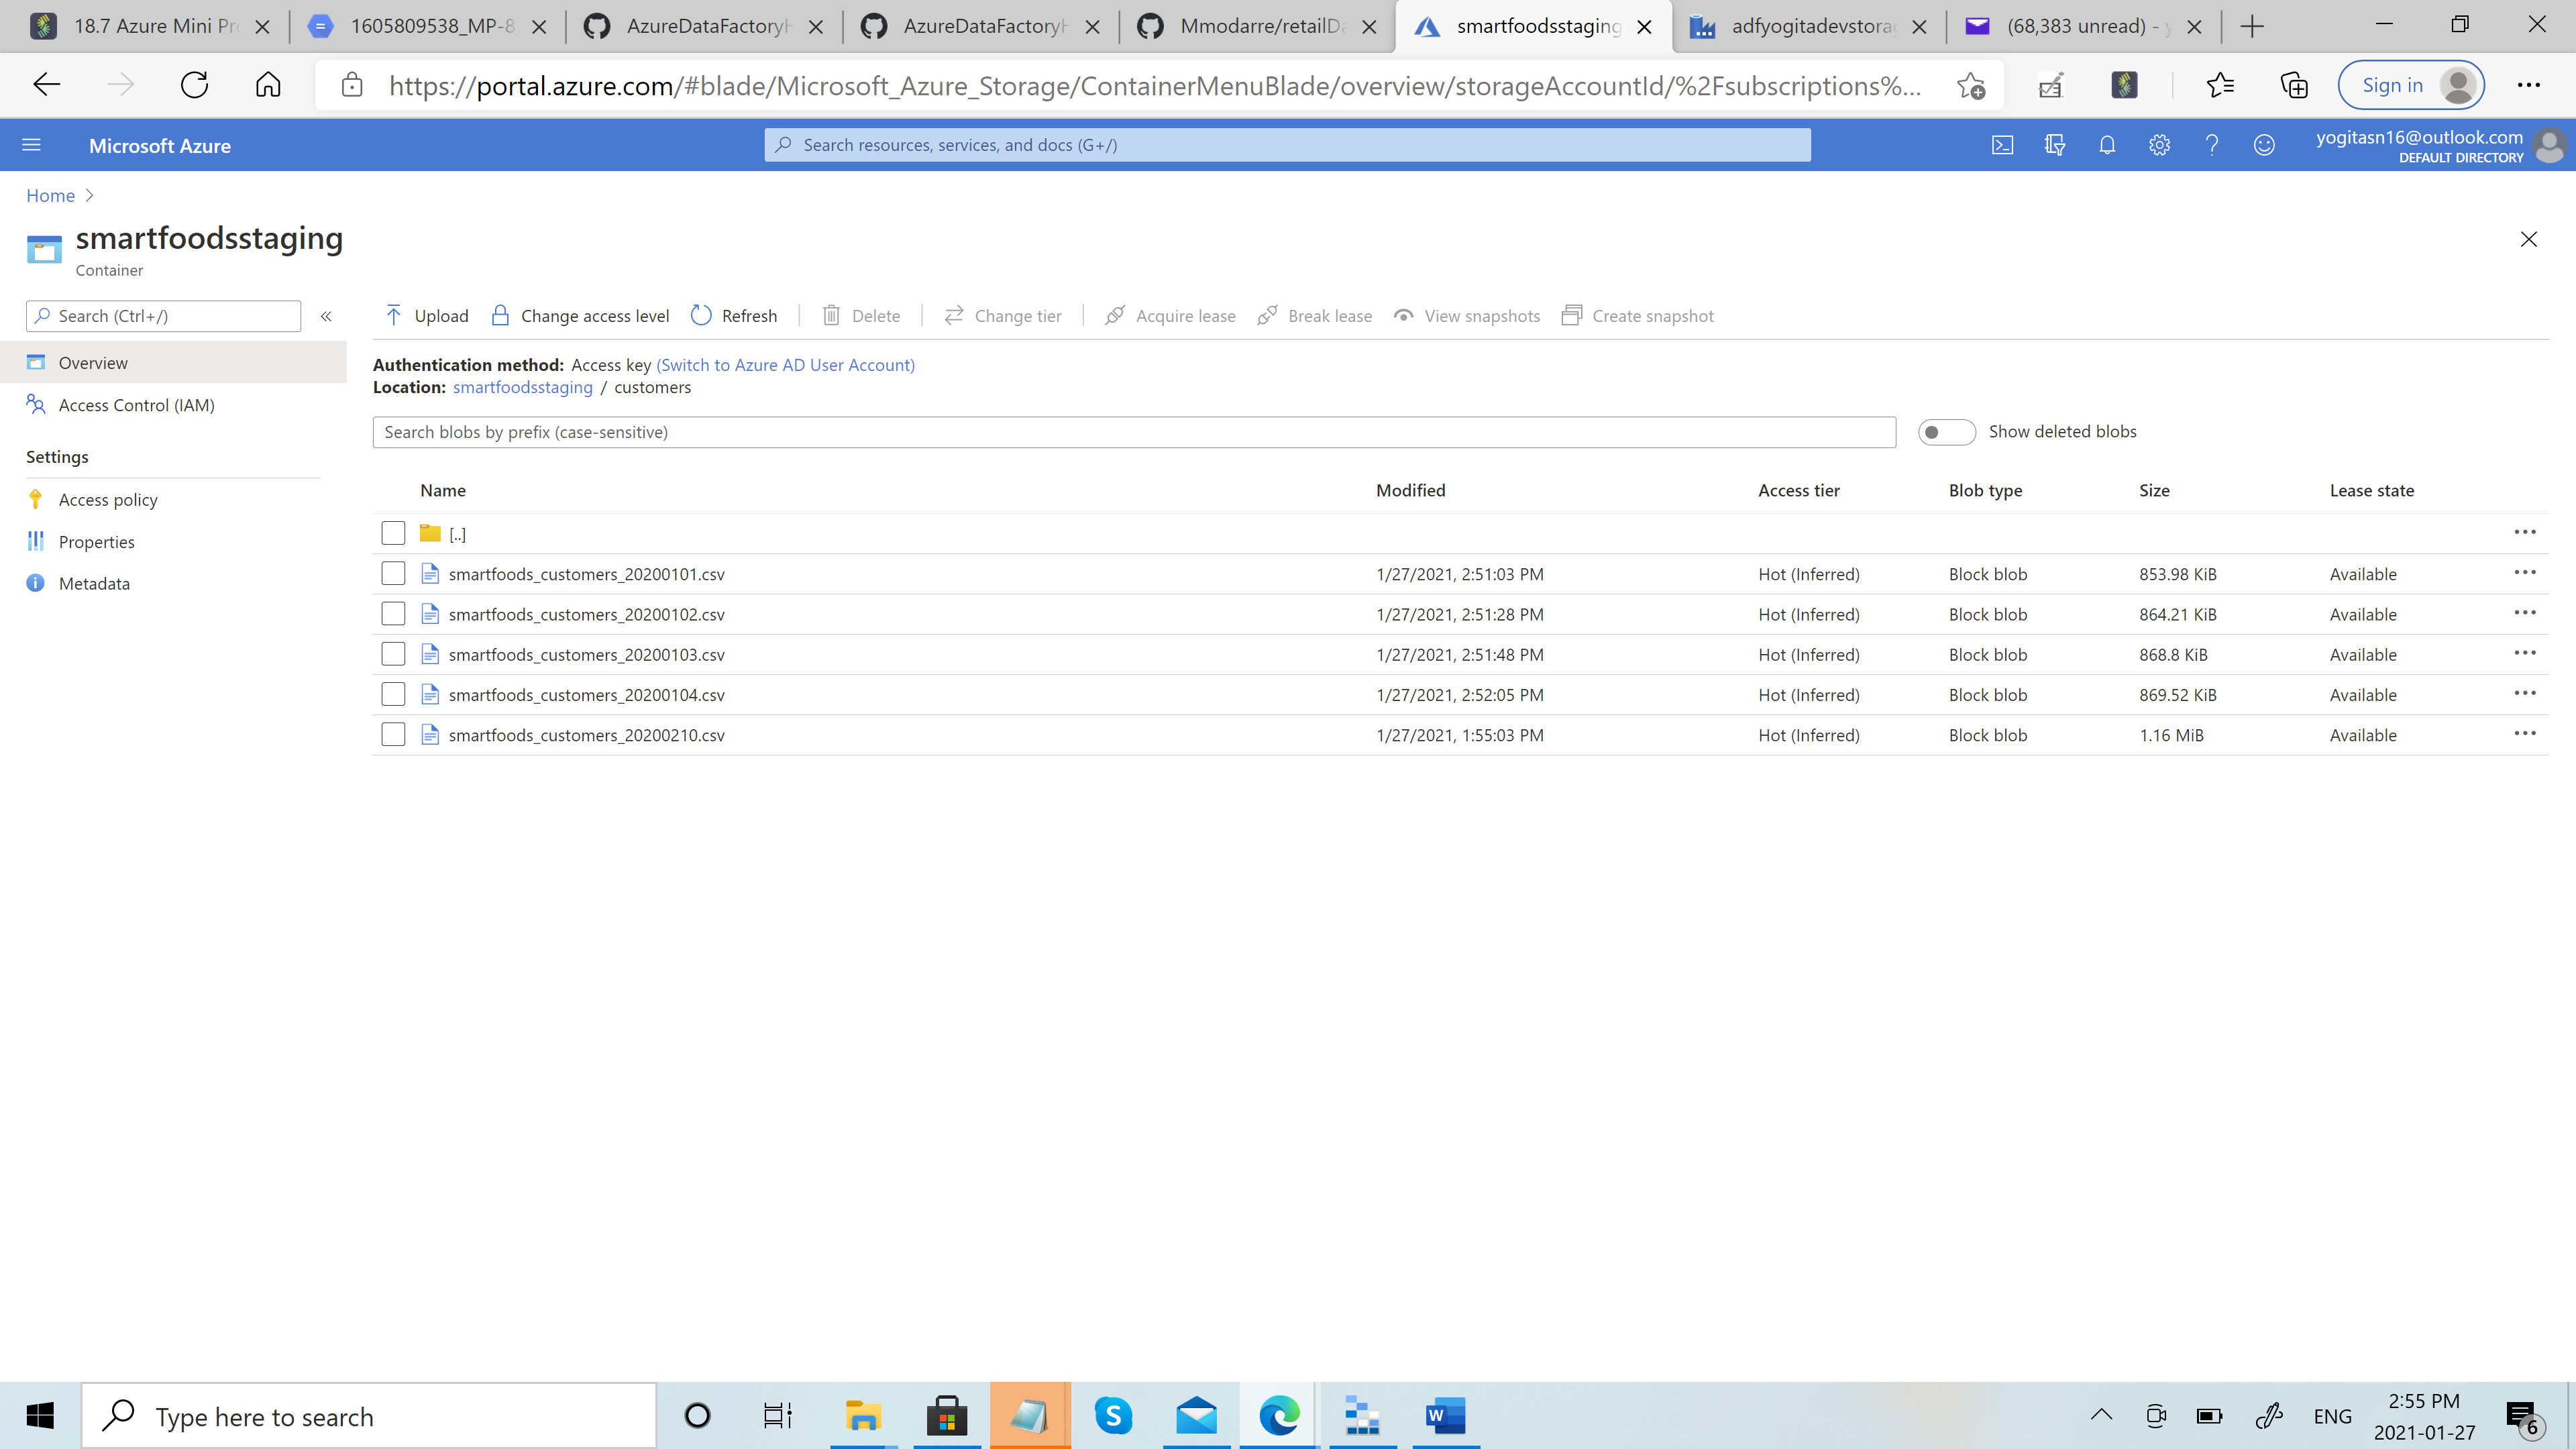 18.7 Azure Mini Pr
1605809538_MP-8
AzureDataFactory
AzureDataFactory
Mmodarre/retailDa
smartfoodsstaging
adfyogitadevstora
(68,383 unread) - y
https://portal.azure.com/#blade/Microsoft_Azure_Storage/ContainerMenuBlade/overview/storageAccountId/%2Fsubscriptions%...
Sign in
Microsoft Azure
Search resources, services, and docs (G+/)
yogitasn16@outlook.com
DEFAULT DIRECTORY
Home
smartfoodsstaging
Container
Search (Ctrl+/)
Overview
Access Control (IAM)
Settings
Access policy
Properties
Metadata
Upload Change access level Refresh Delete Change tier Acquire lease Break lease View snapshots Create snapshot
Authentication method: Access key (Switch to Azure AD User Account)
Location: smartfoodsstaging / customers
Search blobs by prefix (case-sensitive)
Show deleted blobs
Name Modified Access tier Blob type Size Lease state
[..]
smartfoods_customers_20200101.csv 1/27/2021, 2:51:03 PM Hot (Inferred) Block blob 853.98 KiB Available
smartfoods_customers_20200102.csv 1/27/2021, 2:51:28 PM Hot (Inferred) Block blob 864.21 KiB Available
smartfoods_customers_20200103.csv 1/27/2021, 2:51:48 PM Hot (Inferred) Block blob 868.8 KiB Available
smartfoods_customers_20200104.csv 1/27/2021, 2:52:05 PM Hot (Inferred) Block blob 869.52 KiB Available
smartfoods_customers_20200210.csv 1/27/2021, 1:55:03 PM Hot (Inferred) Block blob 1.16 MiB Available
Type here to search
ENG
2:55 PM
2021-01-27
6